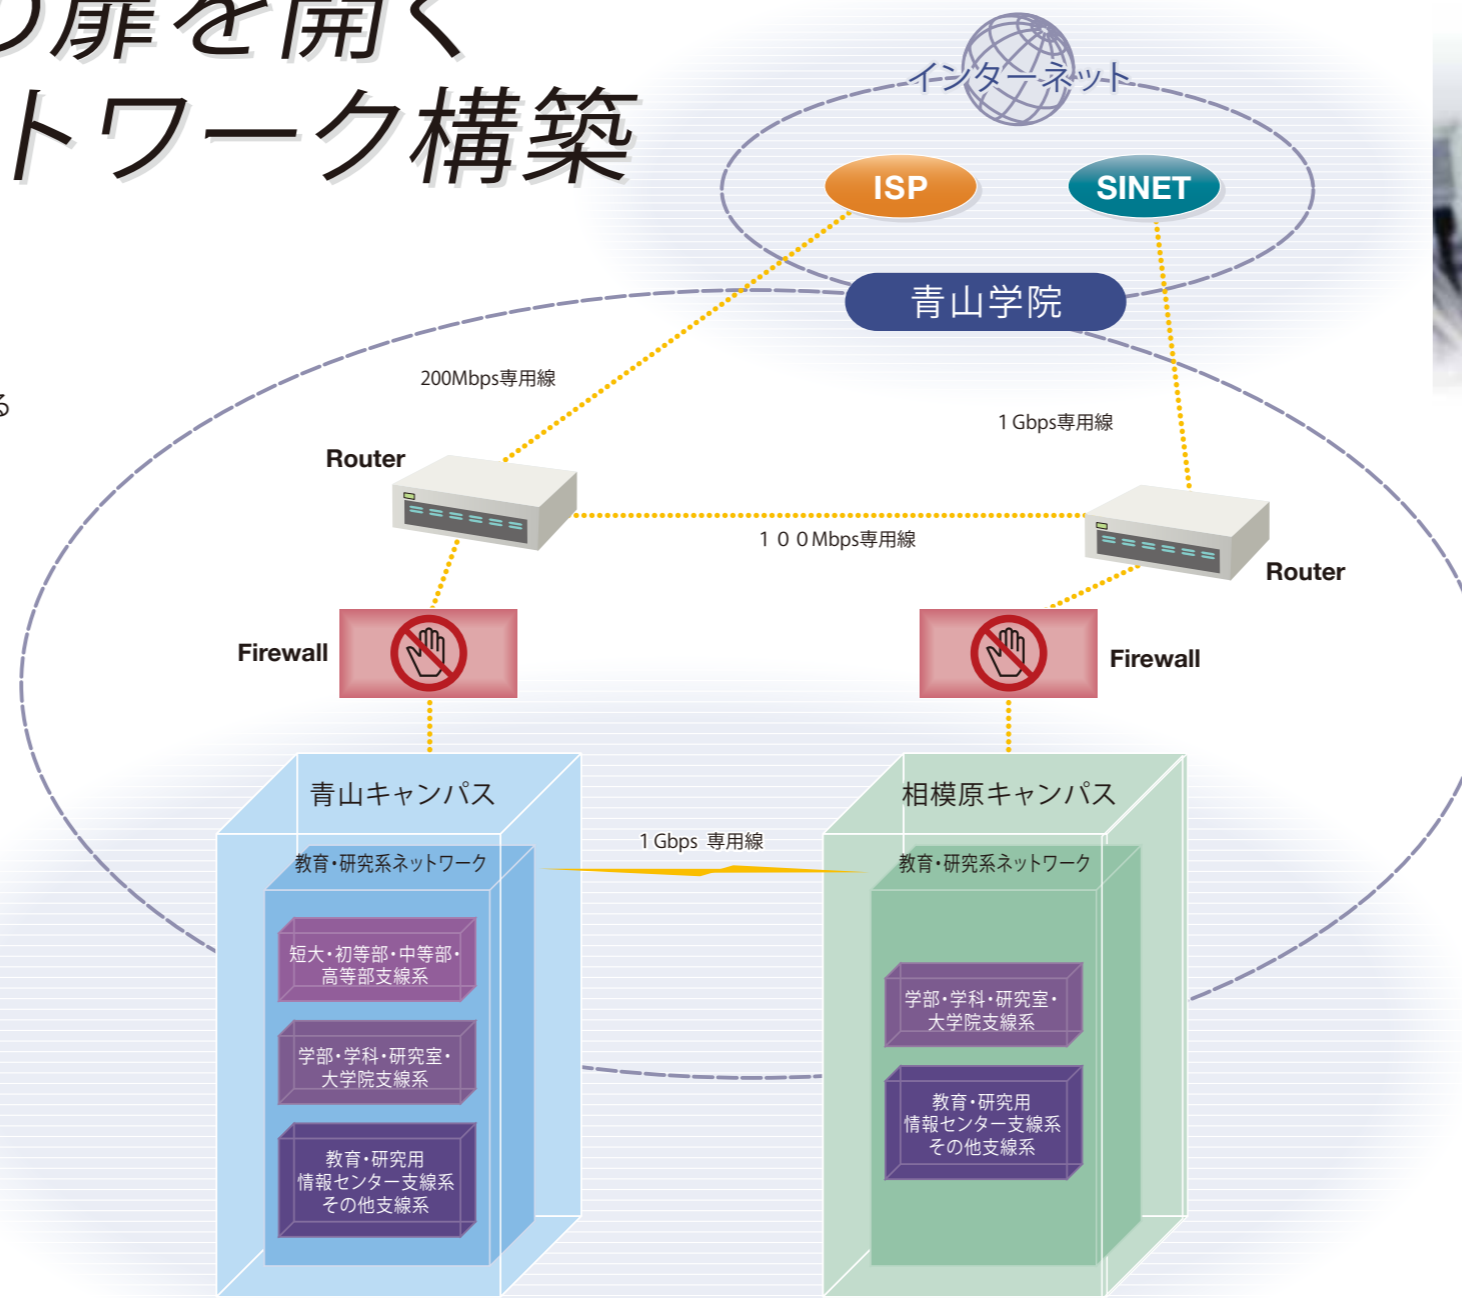 の扉を開く
トワーク構築
る
インターネット
ISP
SINET
青山学院
200Mbps専用線
1 Gbps専用線
Router
１００Mbps専用線
Router
Firewall
Firewall
青山キャンパス
相模原キャンパス
1 Gbps 専用線
教育・研究系ネットワーク
教育・研究系ネットワーク
短大・初等部・中等部・
高等部支線系
学部・学科・研究室・
大学院支線系
教育・研究用
情報センター支線系
その他支線系
学部・学科・研究室・
大学院支線系
教育・研究用
情報センター支線系
その他支線系